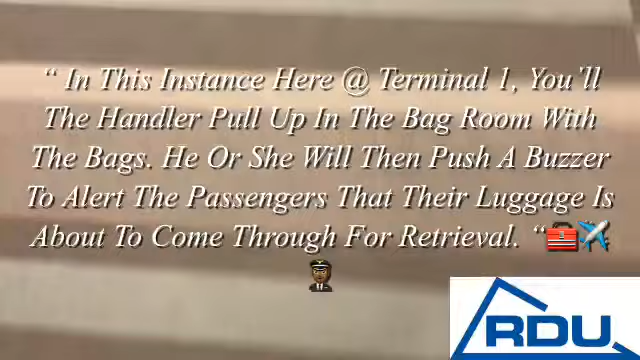 “ In This Instance Here @ Terminal 1, You'll
The Handler Pull Up In The Bag Room With
The Bags. He Or She Will Then Push A Buzzer
To Alert The Passengers That Their Luggage Is
About To Come Through For Retrieval. “🧰✈️
👨🏾‍✈️
RDU